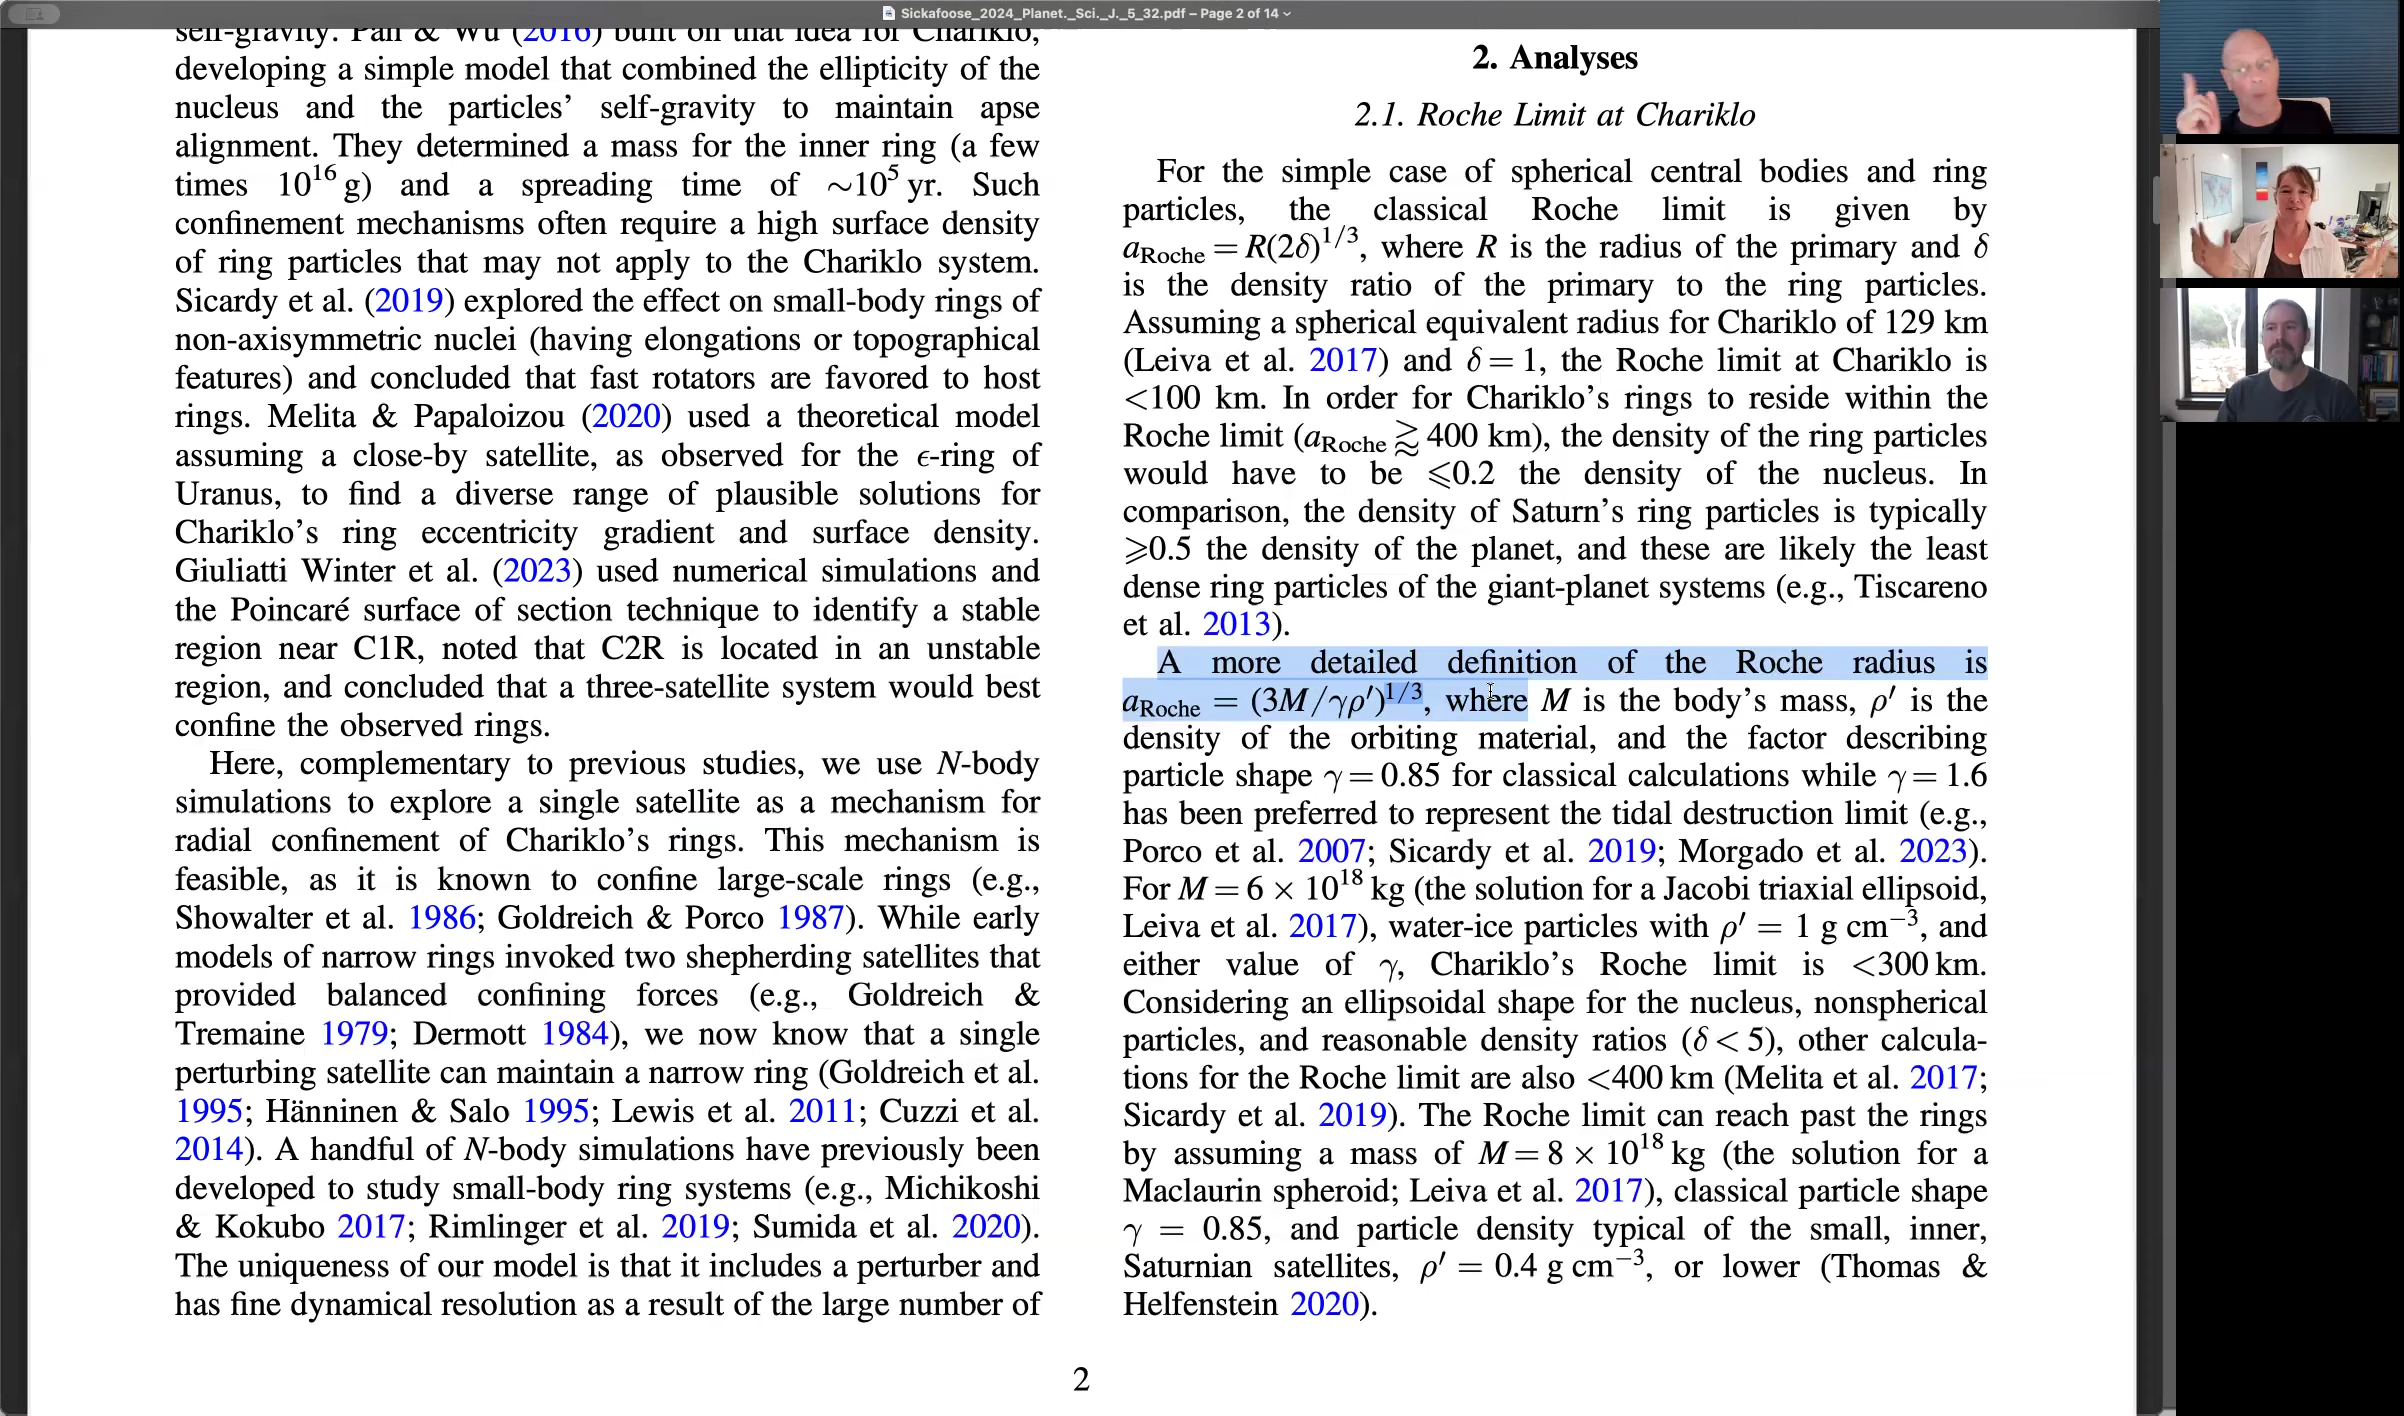 Sickafoose_2024_Planet._Sci._J._5_32.pdf – Page 2 of 14
self-gravity. Pan & Wu (2016) built on that idea for Chariklo,
developing a simple model that combined the ellipticity of the
nucleus and the particles’ self-gravity to maintain apse
alignment. They determined a mass for the inner ring (a few
times 10¹⁶ g) and a spreading time of ∼10⁵ yr. Such
confinement mechanisms often require a high surface density
of ring particles that may not apply to the Chariklo system.
Sicardy et al. (2019) explored the effect on small-body rings of
non-axisymmetric nuclei (having elongations or topographical
features) and concluded that fast rotators are favored to host
rings. Melita & Papaloizou (2020) used a theoretical model
assuming a close-by satellite, as observed for the ϵ-ring of
Uranus, to find a diverse range of plausible solutions for
Chariklo’s ring eccentricity gradient and surface density.
Giuliatti Winter et al. (2023) used numerical simulations and
the Poincaré surface of section technique to identify a stable
region near C1R, noted that C2R is located in an unstable
region, and concluded that a three-satellite system would best
confine the observed rings.
Here, complementary to previous studies, we use N-body
simulations to explore a single satellite as a mechanism for
radial confinement of Chariklo’s rings. This mechanism is
feasible, as it is known to confine large-scale rings (e.g.,
Showalter et al. 1986; Goldreich & Porco 1987). While early
models of narrow rings invoked two shepherding satellites that
provided balanced confining forces (e.g., Goldreich &
Tremaine 1979; Dermott 1984), we now know that a single
perturbing satellite can maintain a narrow ring (Goldreich et al.
1995; Hänninen & Salo 1995; Lewis et al. 2011; Cuzzi et al.
2014). A handful of N-body simulations have previously been
developed to study small-body ring systems (e.g., Michikoshi
& Kokubo 2017; Rimlinger et al. 2019; Sumida et al. 2020).
The uniqueness of our model is that it includes a perturber and
has fine dynamical resolution as a result of the large number of
2. Analyses
2.1. Roche Limit at Chariklo
For the simple case of spherical central bodies and ring
particles, the classical Roche limit is given by
a_Roche = R(2δ)^1/3, where R is the radius of the primary and δ
is the density ratio of the primary to the ring particles.
Assuming a spherical equivalent radius for Chariklo of 129 km
(Leiva et al. 2017) and δ = 1, the Roche limit at Chariklo is
<100 km. In order for Chariklo’s rings to reside within the
Roche limit (a_Roche ⪆ 400 km), the density of the ring particles
would have to be ⩽0.2 the density of the nucleus. In
comparison, the density of Saturn’s ring particles is typically
⩾0.5 the density of the planet, and these are likely the least
dense ring particles of the giant-planet systems (e.g., Tiscareno
et al. 2013).
A more detailed definition of the Roche radius is
a_Roche = (3M/γρ′)^1/3, where M is the body’s mass, ρ′ is the
density of the orbiting material, and the factor describing
particle shape γ = 0.85 for classical calculations while γ = 1.6
has been preferred to represent the tidal destruction limit (e.g.,
Porco et al. 2007; Sicardy et al. 2019; Morgado et al. 2023).
For M = 6 × 10¹⁸ kg (the solution for a Jacobi triaxial ellipsoid,
Leiva et al. 2017), water-ice particles with ρ′ = 1 g cm⁻³, and
either value of γ, Chariklo’s Roche limit is <300 km.
Considering an ellipsoidal shape for the nucleus, nonspherical
particles, and reasonable density ratios (δ < 5), other calcula-
tions for the Roche limit are also <400 km (Melita et al. 2017;
Sicardy et al. 2019). The Roche limit can reach past the rings
by assuming a mass of M = 8 × 10¹⁸ kg (the solution for a
Maclaurin spheroid; Leiva et al. 2017), classical particle shape
γ = 0.85, and particle density typical of the small, inner,
Saturnian satellites, ρ′ = 0.4 g cm⁻³, or lower (Thomas &
Helfenstein 2020).
2